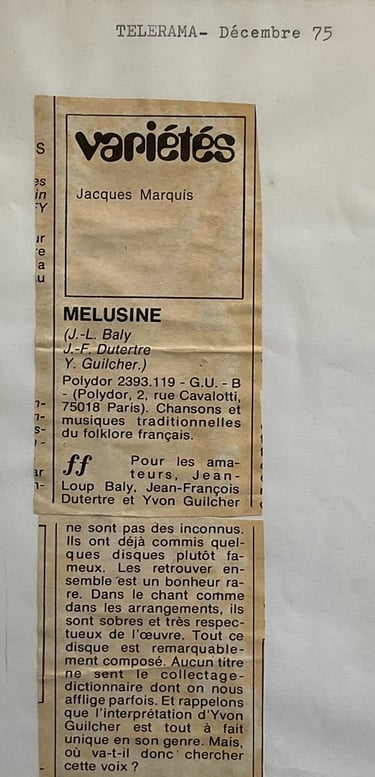 TELERAMA- Décembre 75
variétés
Jacques Marquis
MELUSINE
(J.-L. Baly
J.-F. Dutertre
Y. Guilcher.)
Polydor 2393.119 - G.U. - B
- (Polydor, 2, rue Cavalotti,
75018 Paris). Chansons et
musiques traditionnelles
du folklore français.
ff Pour les ama-
teurs, Jean-
Loup Baly, Jean-François
Dutertre et Yvon Guilcher
ne sont pas des inconnus.
Ils ont déjà commis quel-
ques disques plutôt fa-
meux. Les retrouver en-
semble est un bonheur ra-
re. Dans le chant comme
dans les arrangements, ils
sont sobres et très respec-
tueux de l'œuvre. Tout ce
disque est remarquable-
ment composé. Aucun titre
ne sent le collectage-
dictionnaire dont on nous
afflige parfois. Et rappelons
que l'interprétation d'Yvon
Guilcher est tout à fait
unique en son genre. Mais,
où va-t-il donc chercher
cette voix ?